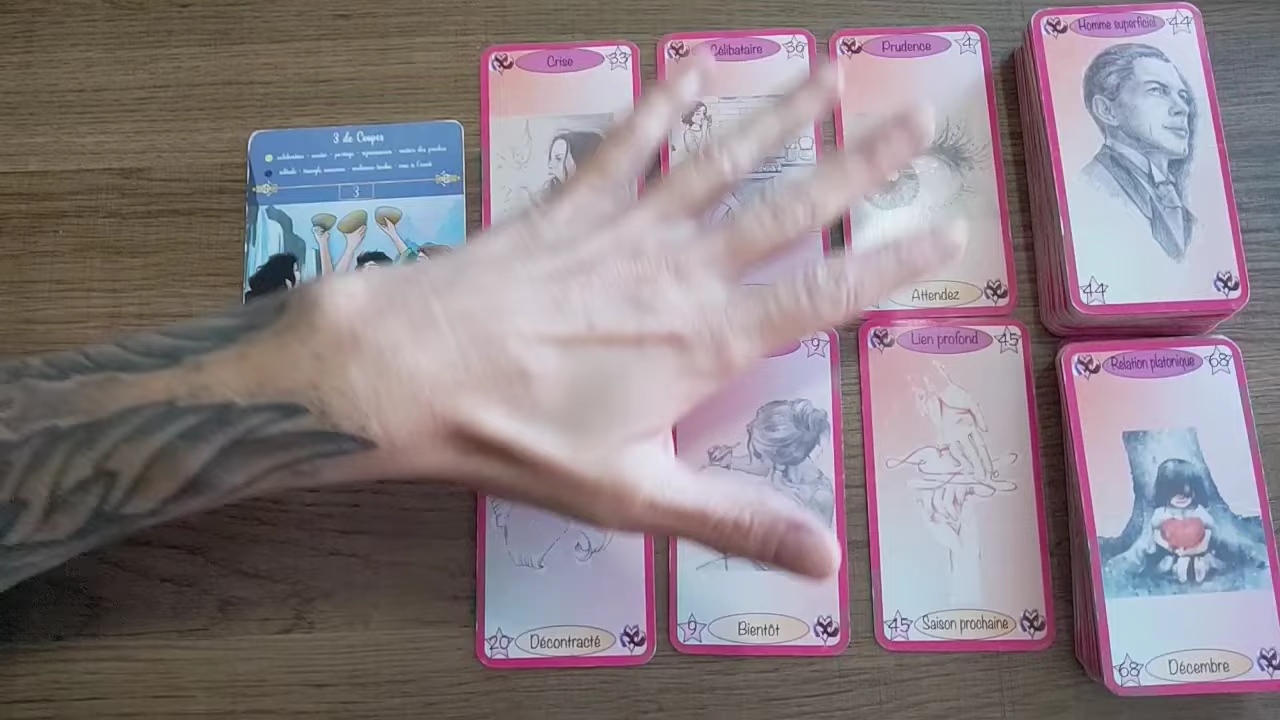 3 de Coupes
3
Crise
33
Célibataire
36
Prudence
4
Attendez
Homme superficiel
44
44
20
Décontracté
9
9
Bientôt
Lien profond
45
45
Saison prochaine
Relation platonique
68
68
Décembre